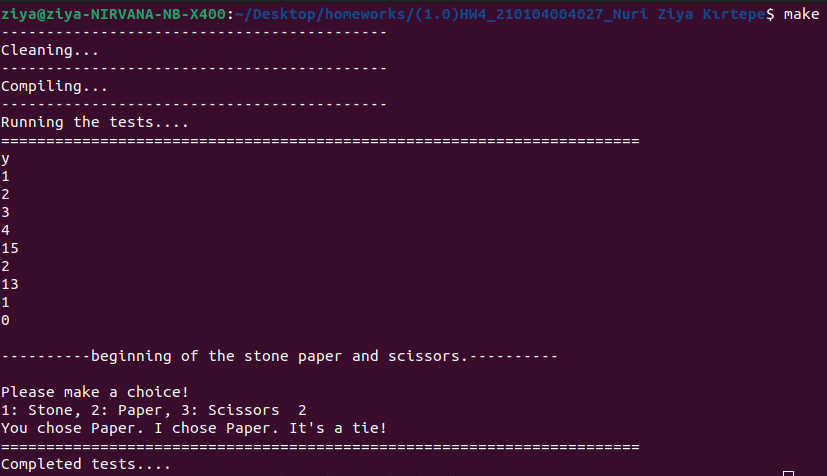 ziya@ziya-NIRVANA-NB-X400:~/Desktop/homeworks/(1.0)HW4_210104004027_Nuri Ziya Kırtepe$ make
-------------------------------------------
Cleaning...
-------------------------------------------
Compiling...
-------------------------------------------
Running the tests....
=======================================================================
y
1
2
3
4
15
2
13
1
0
----------beginning of the stone paper and scissors.----------
Please make a choice!
1: Stone, 2: Paper, 3: Scissors  2
You chose Paper. I chose Paper. It's a tie!
=======================================================================
Completed tests....